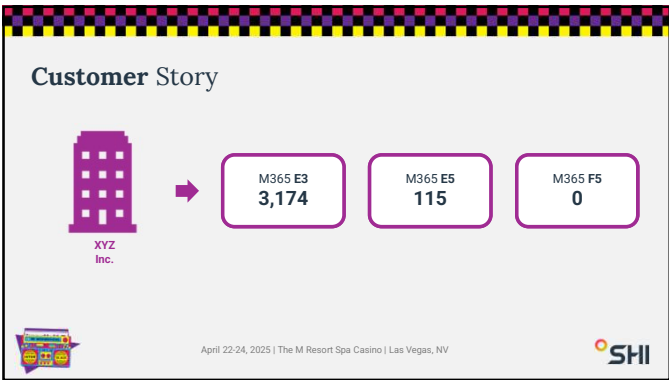 Customer Story
M365 E3
3,174
M365 E5
115
M365 F5
0
XYZ
Inc.
April 22-24, 2025 | The M Resort Spa Casino | Las Vegas, NV
SHI